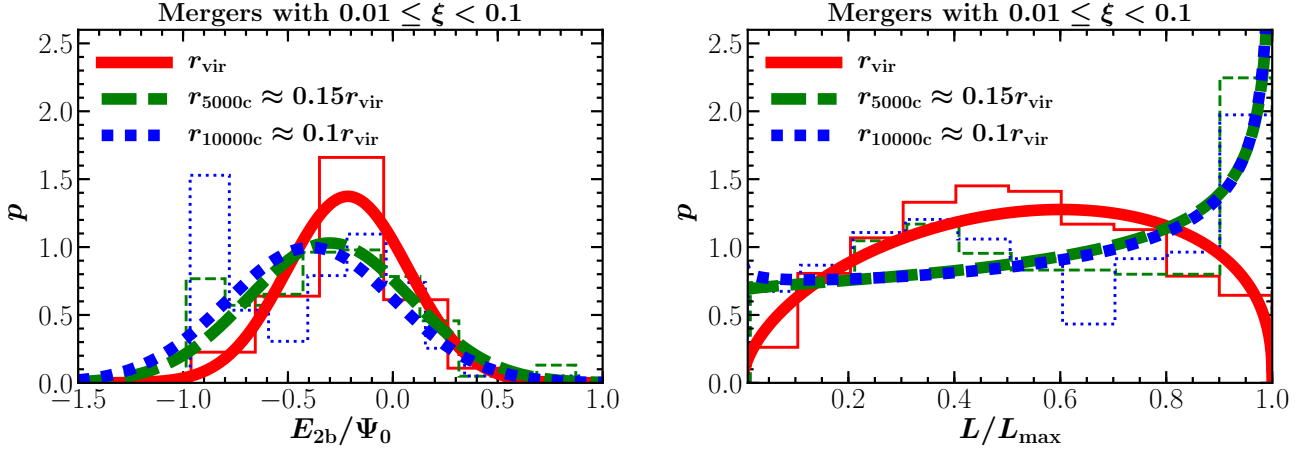 Mergers with 0.01 ≤ ξ < 0.1
2.5
2.0
1.5
1.0
0.5
0.0
p
r_vir
r_5000c ≈ 0.15r_vir
r_10000c ≈ 0.1r_vir
−1.5 −1.0 −0.5 0.0 0.5 1.0
E_2b/Ψ_0
Mergers with 0.01 ≤ ξ < 0.1
2.5
2.0
1.5
1.0
0.5
0.0
p
r_vir
r_5000c ≈ 0.15r_vir
r_10000c ≈ 0.1r_vir
0.2 0.4 0.6 0.8 1.0
L/L_max